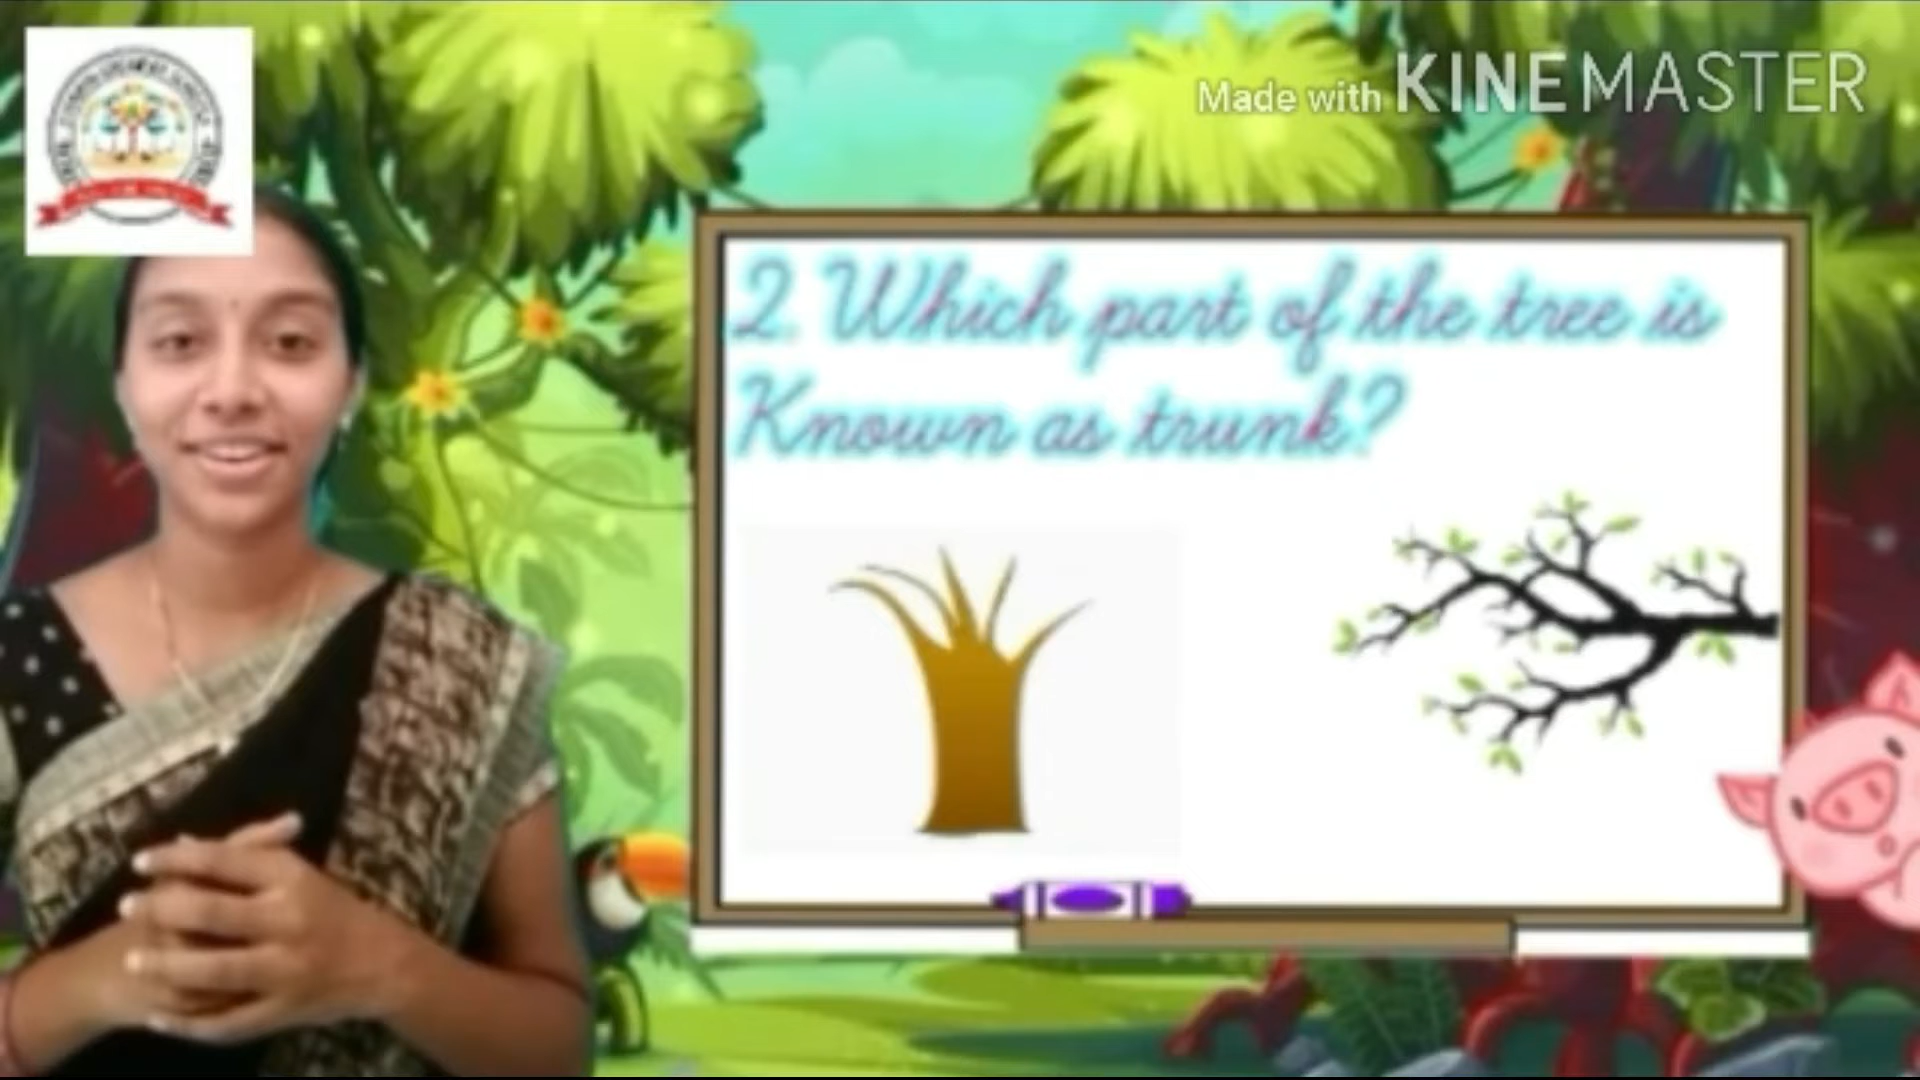 Made with KINEMASTER
2. Which part of the tree is
Known as trunk?